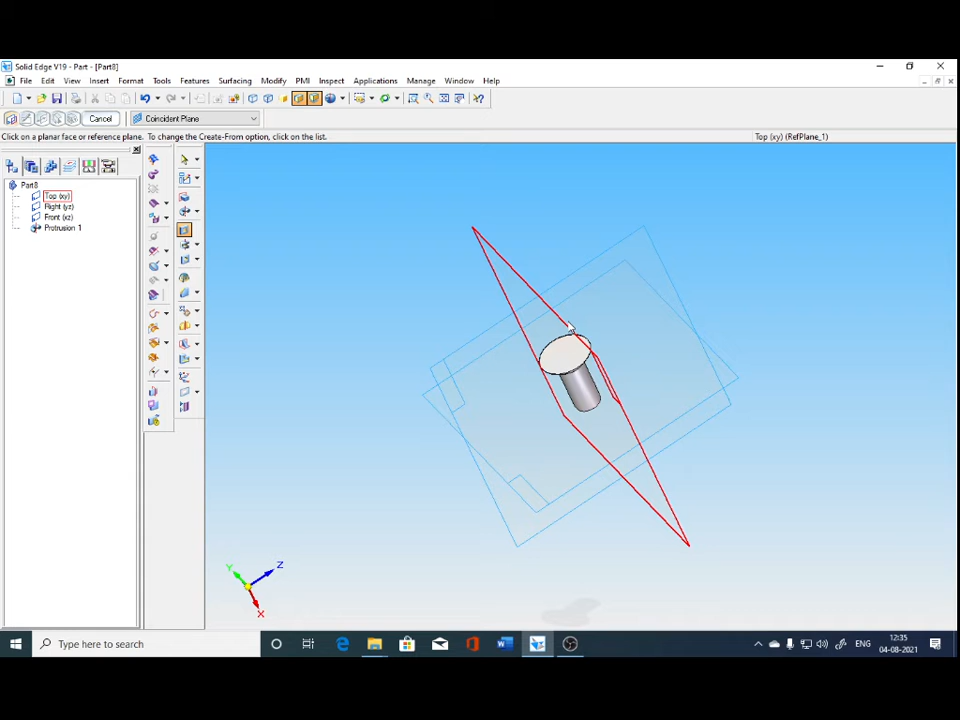 Solid Edge V19 - Part - [Part8]
File Edit View Insert Format Tools Features Surfacing Modify PMI Inspect Applications Manage Window Help
Cancel Coincident Plane
Click on a planar face or reference plane. To change the Create-From option, click on the list. Top (xy) (RefPlane_1)
Part8
Top (xy)
Right (yz)
Front (xz)
Protrusion 1
Y
Z
X
Type here to search
W
ENG
12:35
04-08-2021